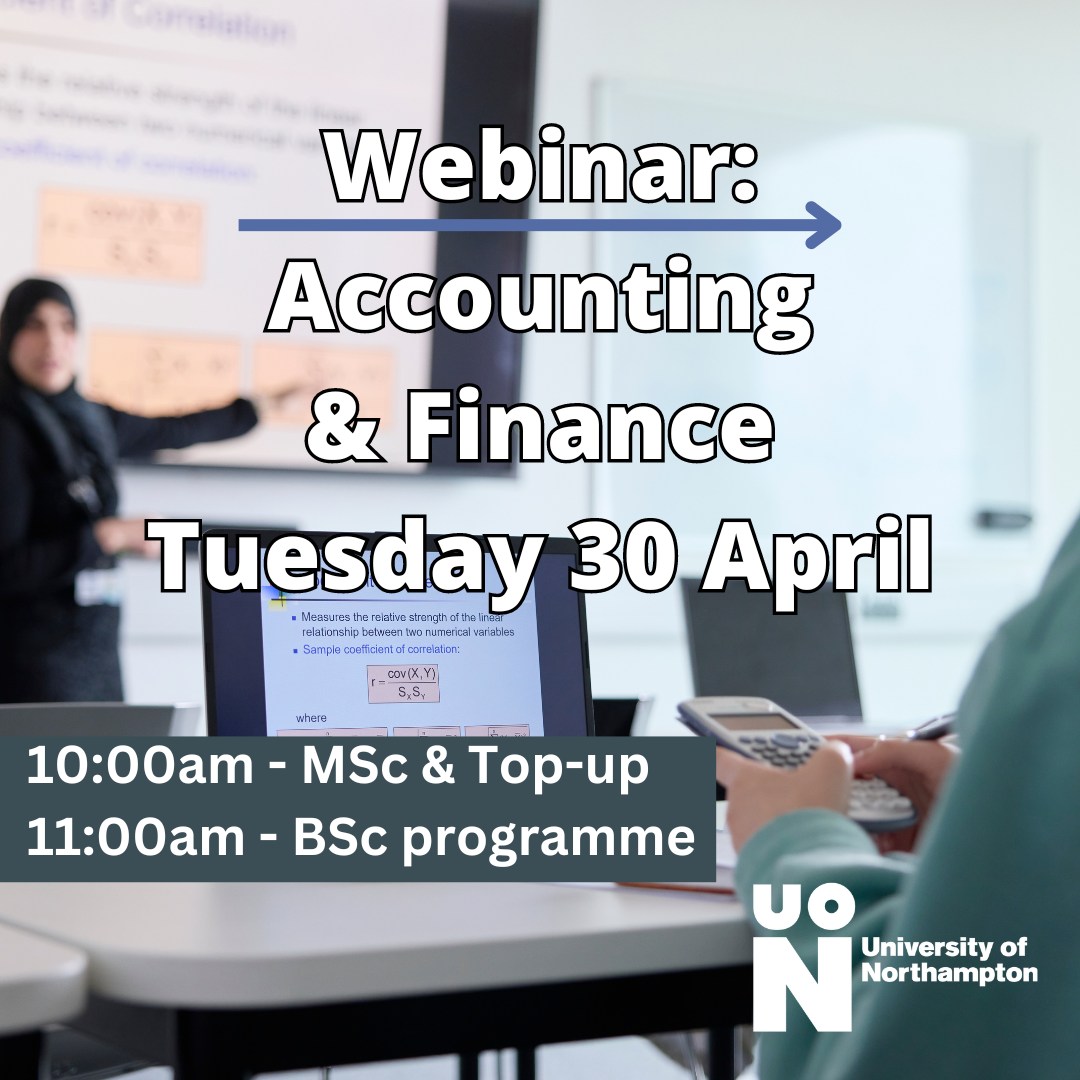 Webinar:
Accounting
& Finance
Tuesday 30 April
Measures the relative strength of the linear
relationship between two numerical variables
Sample coefficient of correlation:
r = cov(X, Y)
SXSY
where
10:00am - MSc & Top-up
11:00am - BSc programme
UON
University of
Northampton